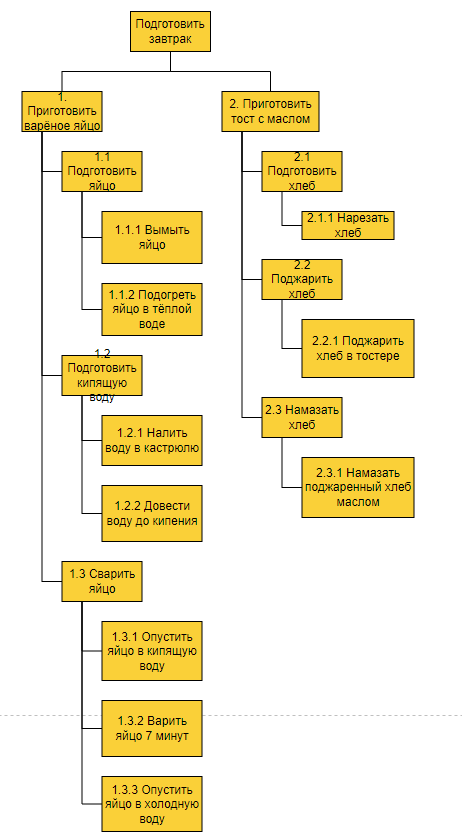 Подготовить
завтрак
1.
Приготовить
варёное яйцо
1.1
Подготовить
яйцо
1.1.1 Вымыть
яйцо
1.1.2 Подогреть
яйцо в тёплой
воде
1.2
Подготовить
кипящую
воду
1.2.1 Налить
воду в кастрюлю
1.2.2 Довести
воду до кипения
1.3 Сварить
яйцо
1.3.1 Опустить
яйцо в кипящую
воду
1.3.2 Варить
яйцо 7 минут
1.3.3 Опустить
яйцо в холодную
воду
2. Приготовить
тост с маслом
2.1
Подготовить
хлеб
2.1.1 Нарезать
хлеб
2.2
Поджарить
хлеб
2.2.1 Поджарить
хлеб в тостере
2.3 Намазать
хлеб
2.3.1 Намазать
поджаренный хлеб
маслом